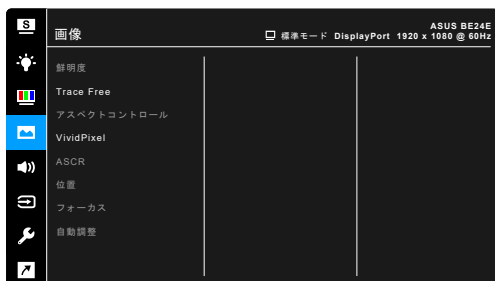 S
ASUS BE24E
画像
標準モード DisplayPort 1920 x 1080 @ 60Hz
鮮明度
Trace Free
アスペクトコントロール
VividPixel
ASCR
位置
フォーカス
自動調整